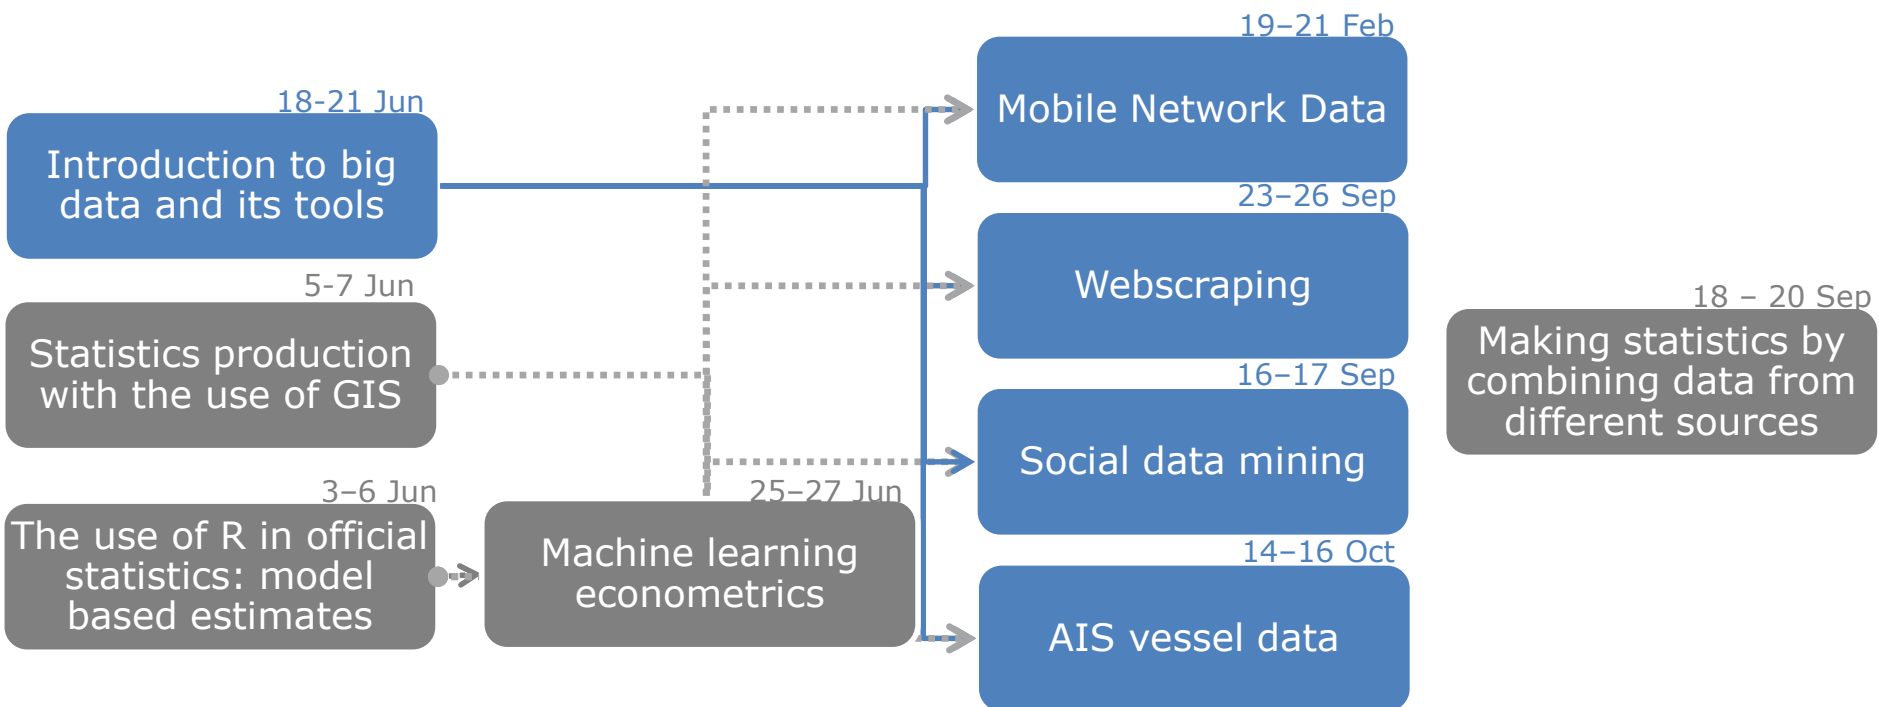 18-21 Jun
Introduction to big
data and its tools
5-7 Jun
Statistics production
with the use of GIS
3–6 Jun
The use of R in official
statistics: model
based estimates
25–27 Jun
Machine learning
econometrics
19–21 Feb
Mobile Network Data
23–26 Sep
Webscraping
16–17 Sep
Social data mining
14–16 Oct
AIS vessel data
18 – 20 Sep
Making statistics by
combining data from
different sources